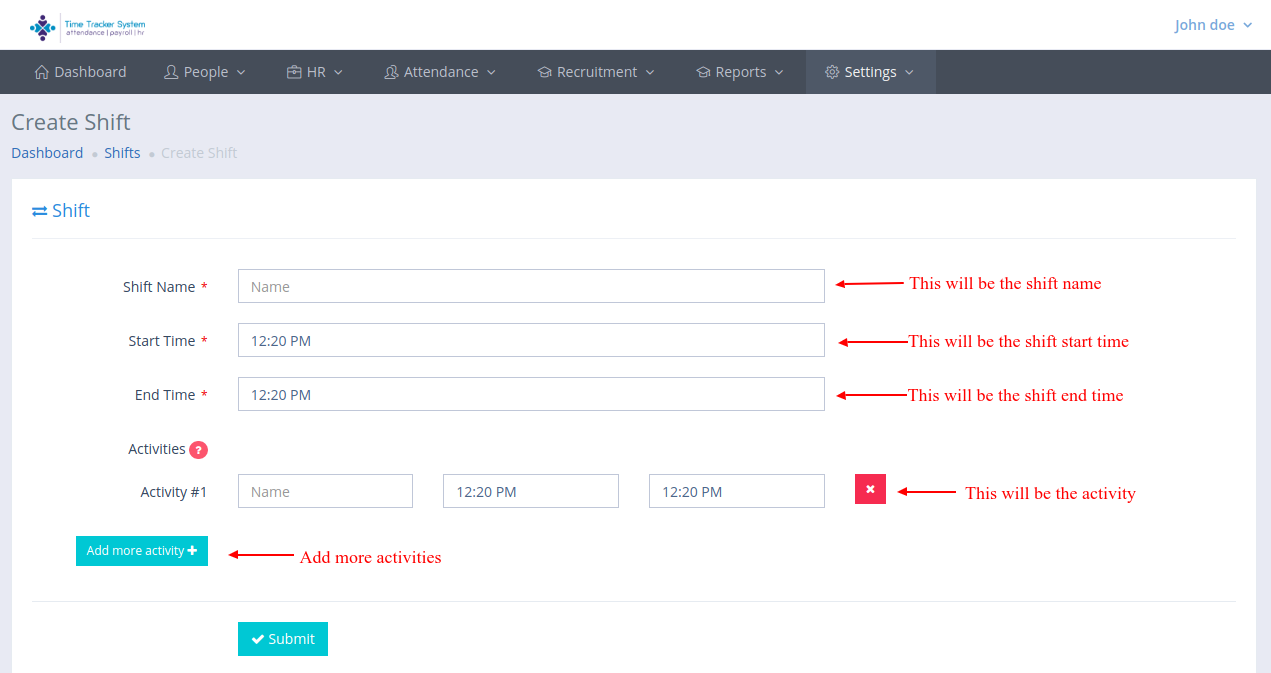 Time Tracker System
attendance | payroll | hr
John doe
Dashboard People HR Attendance Recruitment Reports Settings
Create Shift
Dashboard Shifts Create Shift
Shift
Shift Name * Name This will be the shift name
Start Time * 12:20 PM This will be the shift start time
End Time * 12:20 PM This will be the shift end time
Activities ?
Activity #1 Name 12:20 PM 12:20 PM This will be the activity
Add more activity Add more activities
Submit